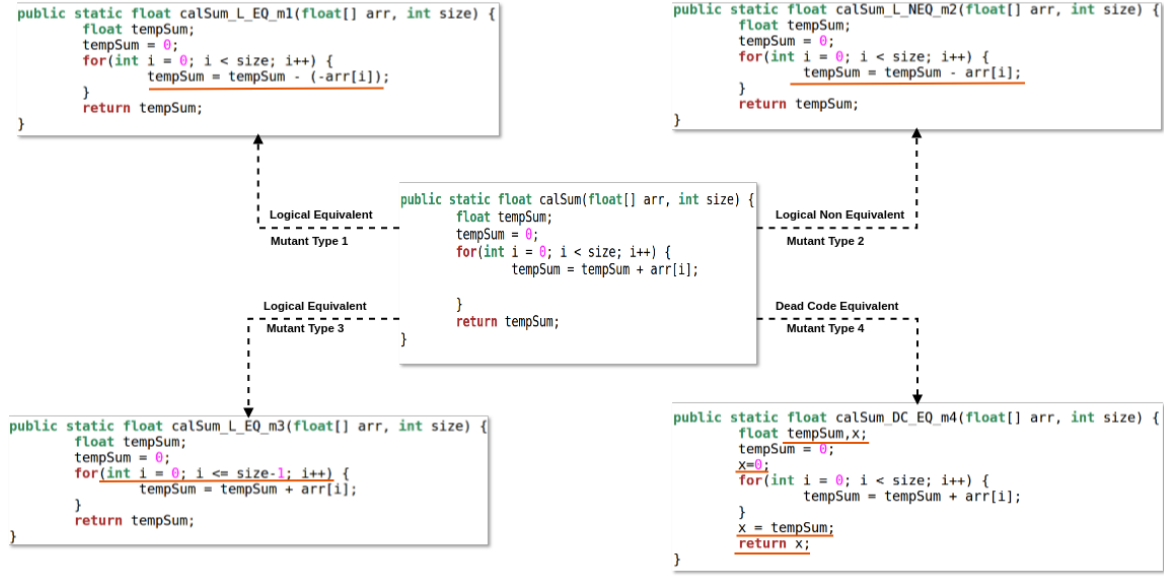 public static float calSum_L_EQ_m1(float[] arr, int size) {
float tempSum;
tempSum = 0;
for(int i = 0; i < size; i++) {
tempSum = tempSum - (-arr[i]);
}
return tempSum;
}
public static float calSum_L_NEQ_m2(float[] arr, int size) {
float tempSum;
tempSum = 0;
for(int i = 0; i < size; i++) {
tempSum = tempSum - arr[i];
}
return tempSum;
}
Logical Equivalent
Mutant Type 1
public static float calSum(float[] arr, int size) {
float tempSum;
tempSum = 0;
for(int i = 0; i < size; i++) {
tempSum = tempSum + arr[i];
}
return tempSum;
}
Logical Non Equivalent
Mutant Type 2
Logical Equivalent
Mutant Type 3
Dead Code Equivalent
Mutant Type 4
public static float calSum_L_EQ_m3(float[] arr, int size) {
float tempSum;
tempSum = 0;
for(int i = 0; i <= size-1; i++) {
tempSum = tempSum + arr[i];
}
return tempSum;
}
public static float calSum_DC_EQ_m4(float[] arr, int size) {
float tempSum,x;
tempSum = 0;
x=0;
for(int i = 0; i < size; i++) {
tempSum = tempSum + arr[i];
}
x = tempSum;
return x;
}